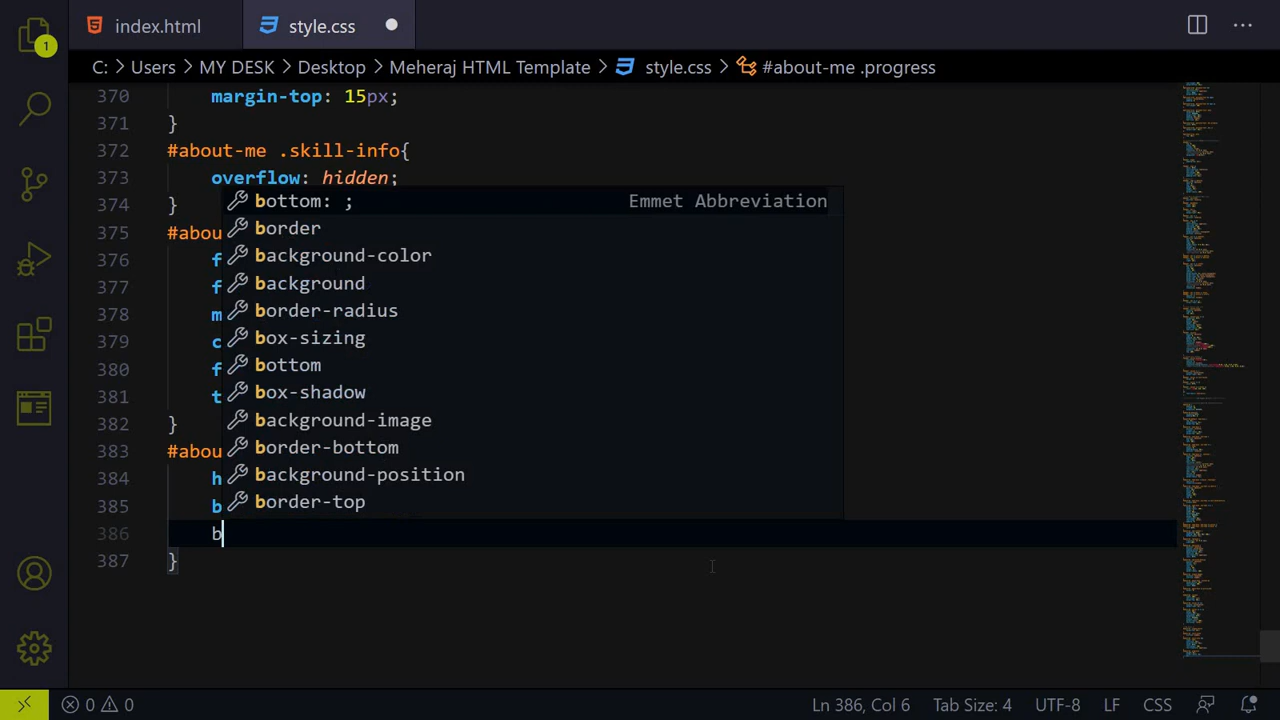 index.html style.css
1
C: Users MY DESK Desktop Meheraj HTML Template style.css #about-me .progress
370 margin-top: 15px;
371 }
372 #about-me .skill-info{
373 overflow: hidden;
374 }
bottom: ; Emmet Abbreviation
border
375 #abou
background-color
376 f
background
377 f
border-radius
378 m
box-sizing
379 c
bottom
380 f
box-shadow
381 t
background-image
382 }
border-bottom
383 #abou
background-position
384 h
border-top
385 b
386 b
387 }
0 0 Ln 386, Col 6 Tab Size: 4 UTF-8 LF CSS